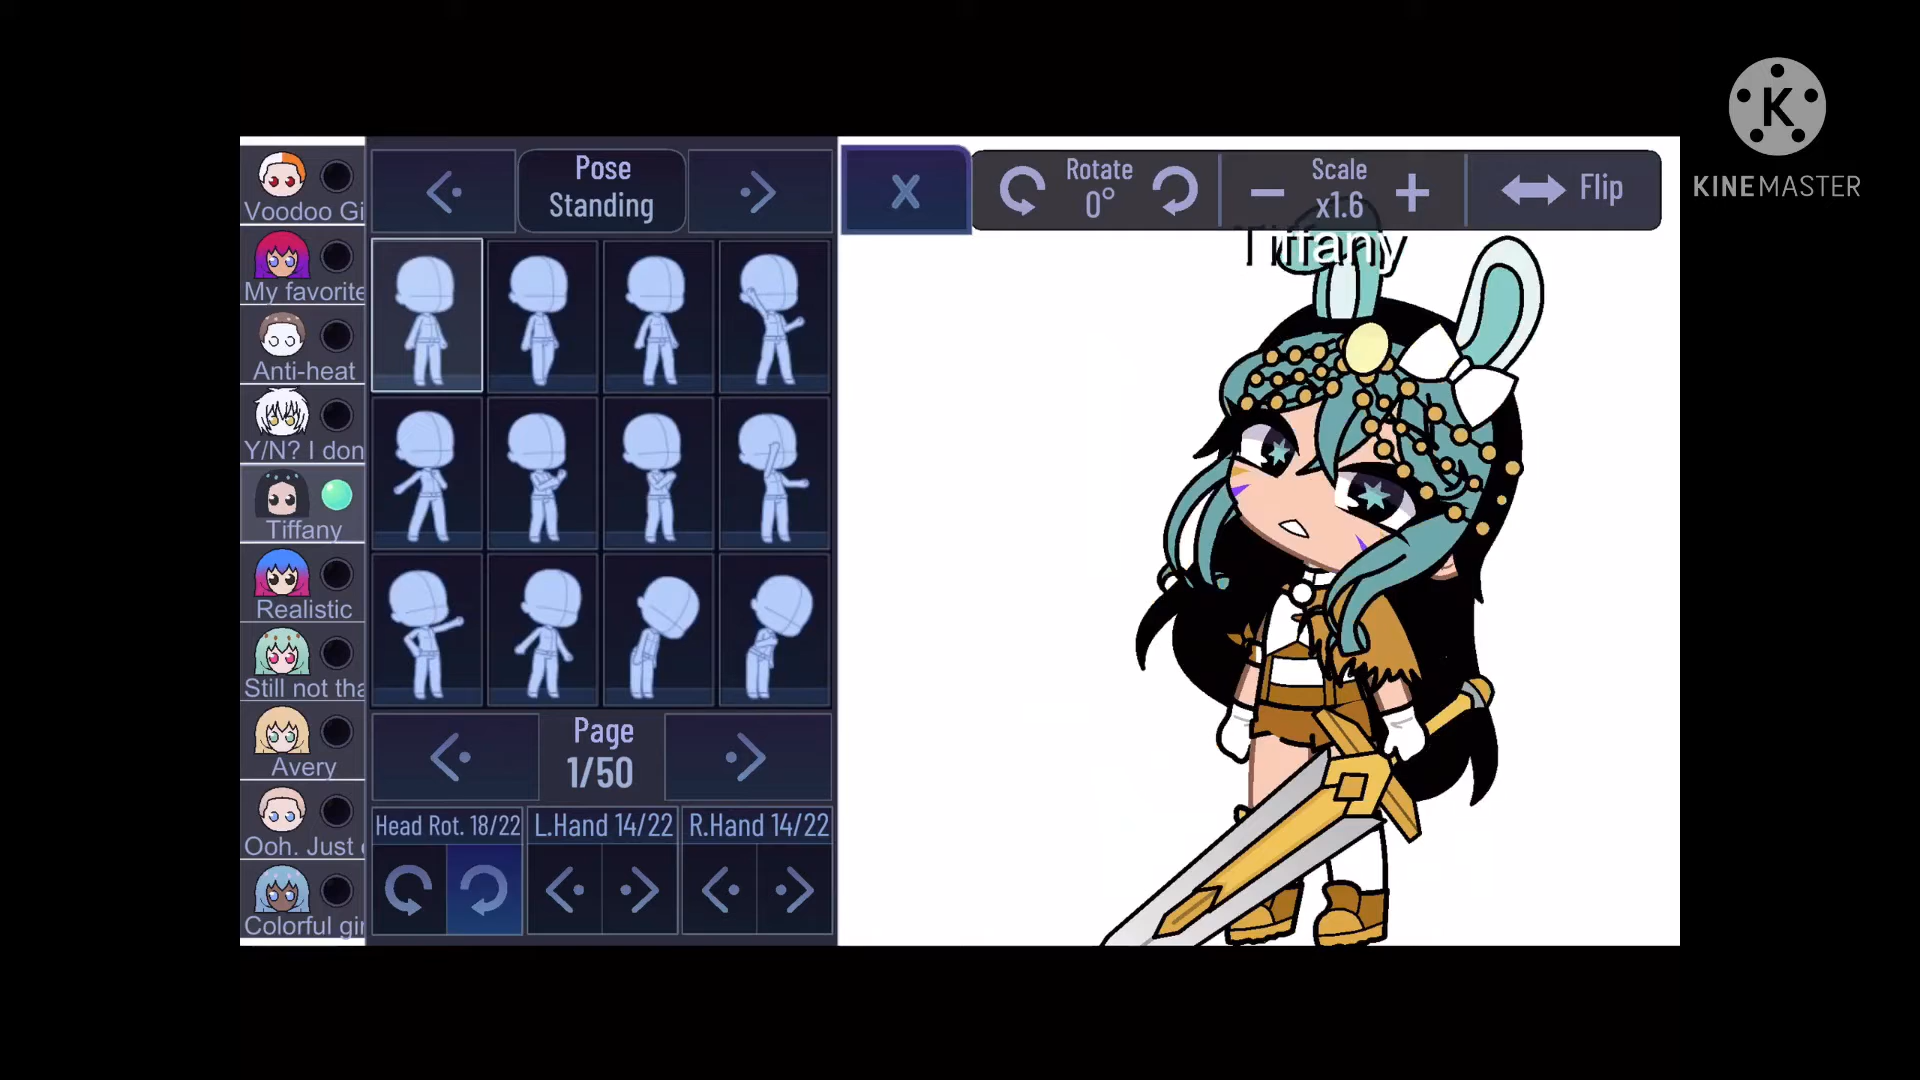 Voodoo Gi
My favorite
Anti-heat
Y/N? I don
Tiffany
Realistic
Still not tha
Avery
Ooh. Just
Colorful gir
Pose
Standing
Page
1/50
Head Rot. 18/22
L.Hand 14/22
R.Hand 14/22
X
Rotate
0°
Scale
x1.6
Flip
Tiffany
K
KINEMASTER